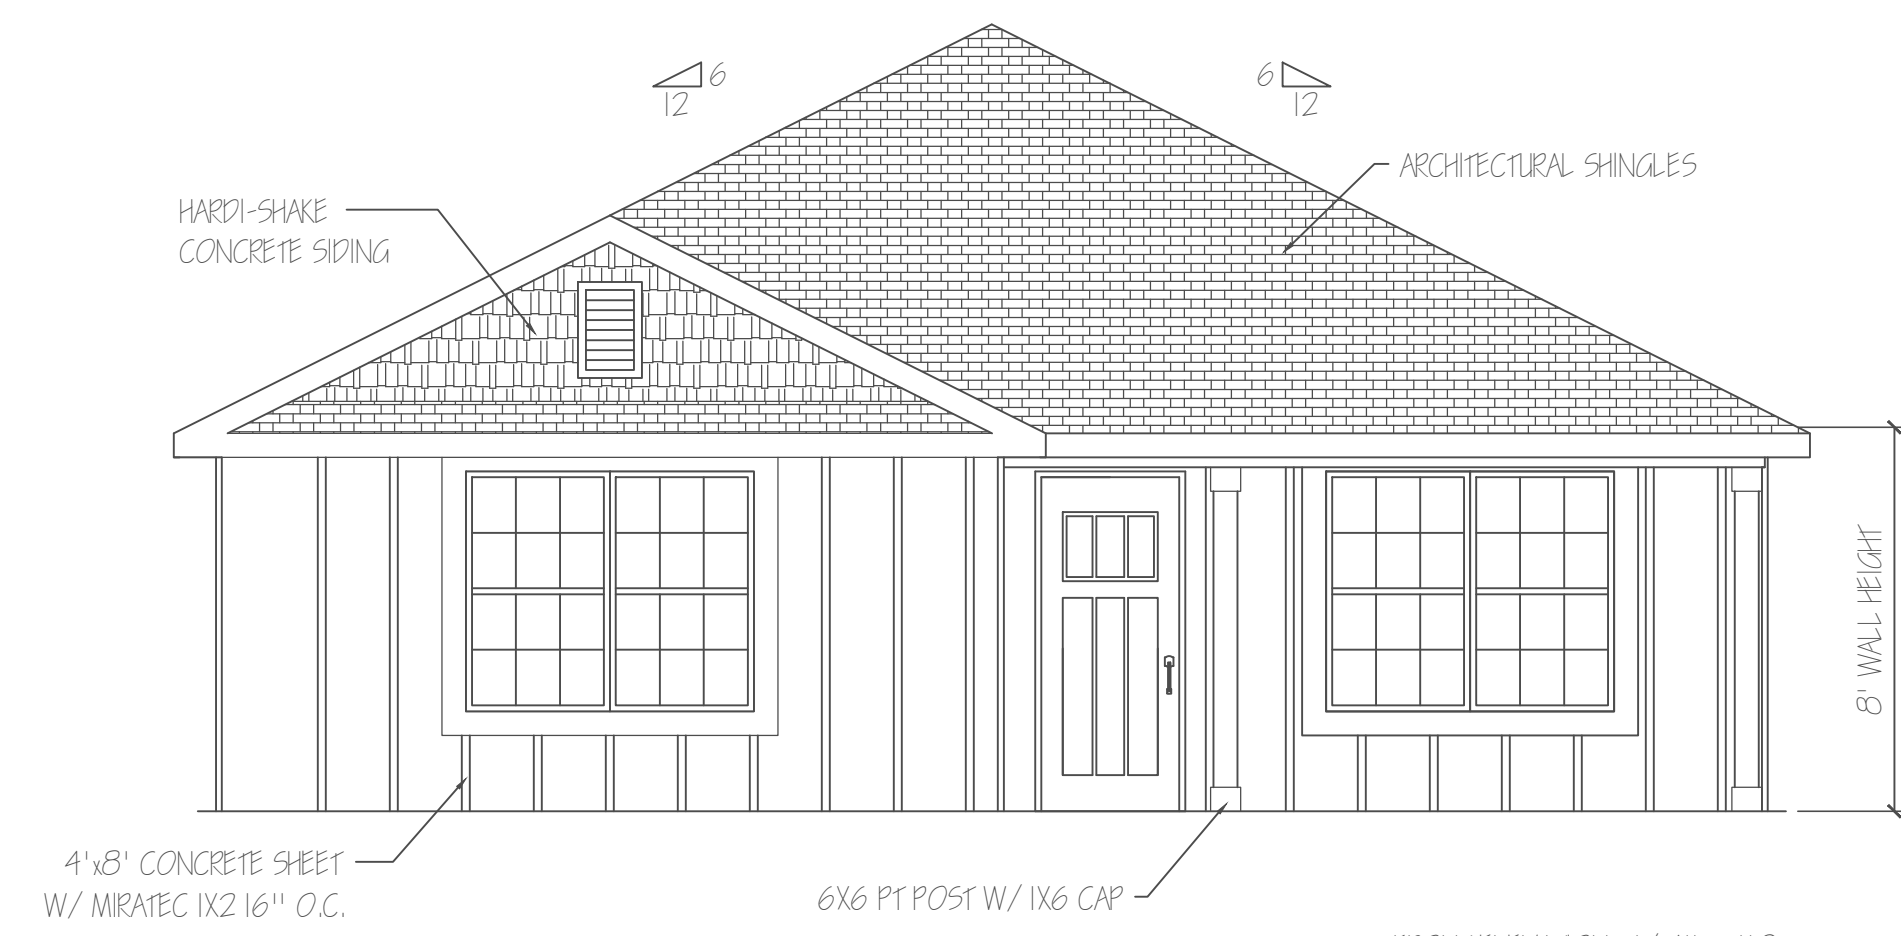 6
12
6
12
ARCHITECTURAL SHINGLES
HARDI-SHAKE
CONCRETE SIDING
8' WALL HEIGHT
4'x8' CONCRETE SHEET
W/ MIRATEC 1X2 16" O.C.
6X6 PT POST W/ 1X6 CAP